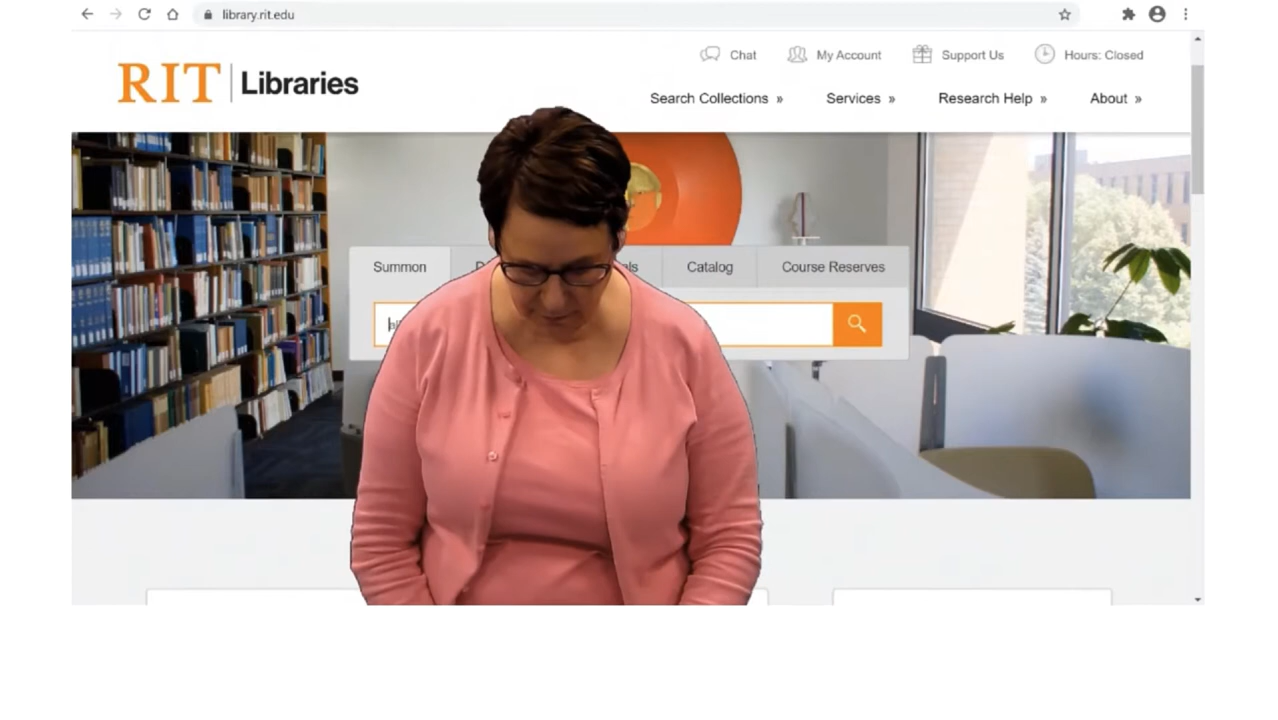 library.rit.edu
Chat My Account Support Us Hours: Closed
RIT Libraries
Search Collections » Services » Research Help » About »
Summon Catalog Course Reserves